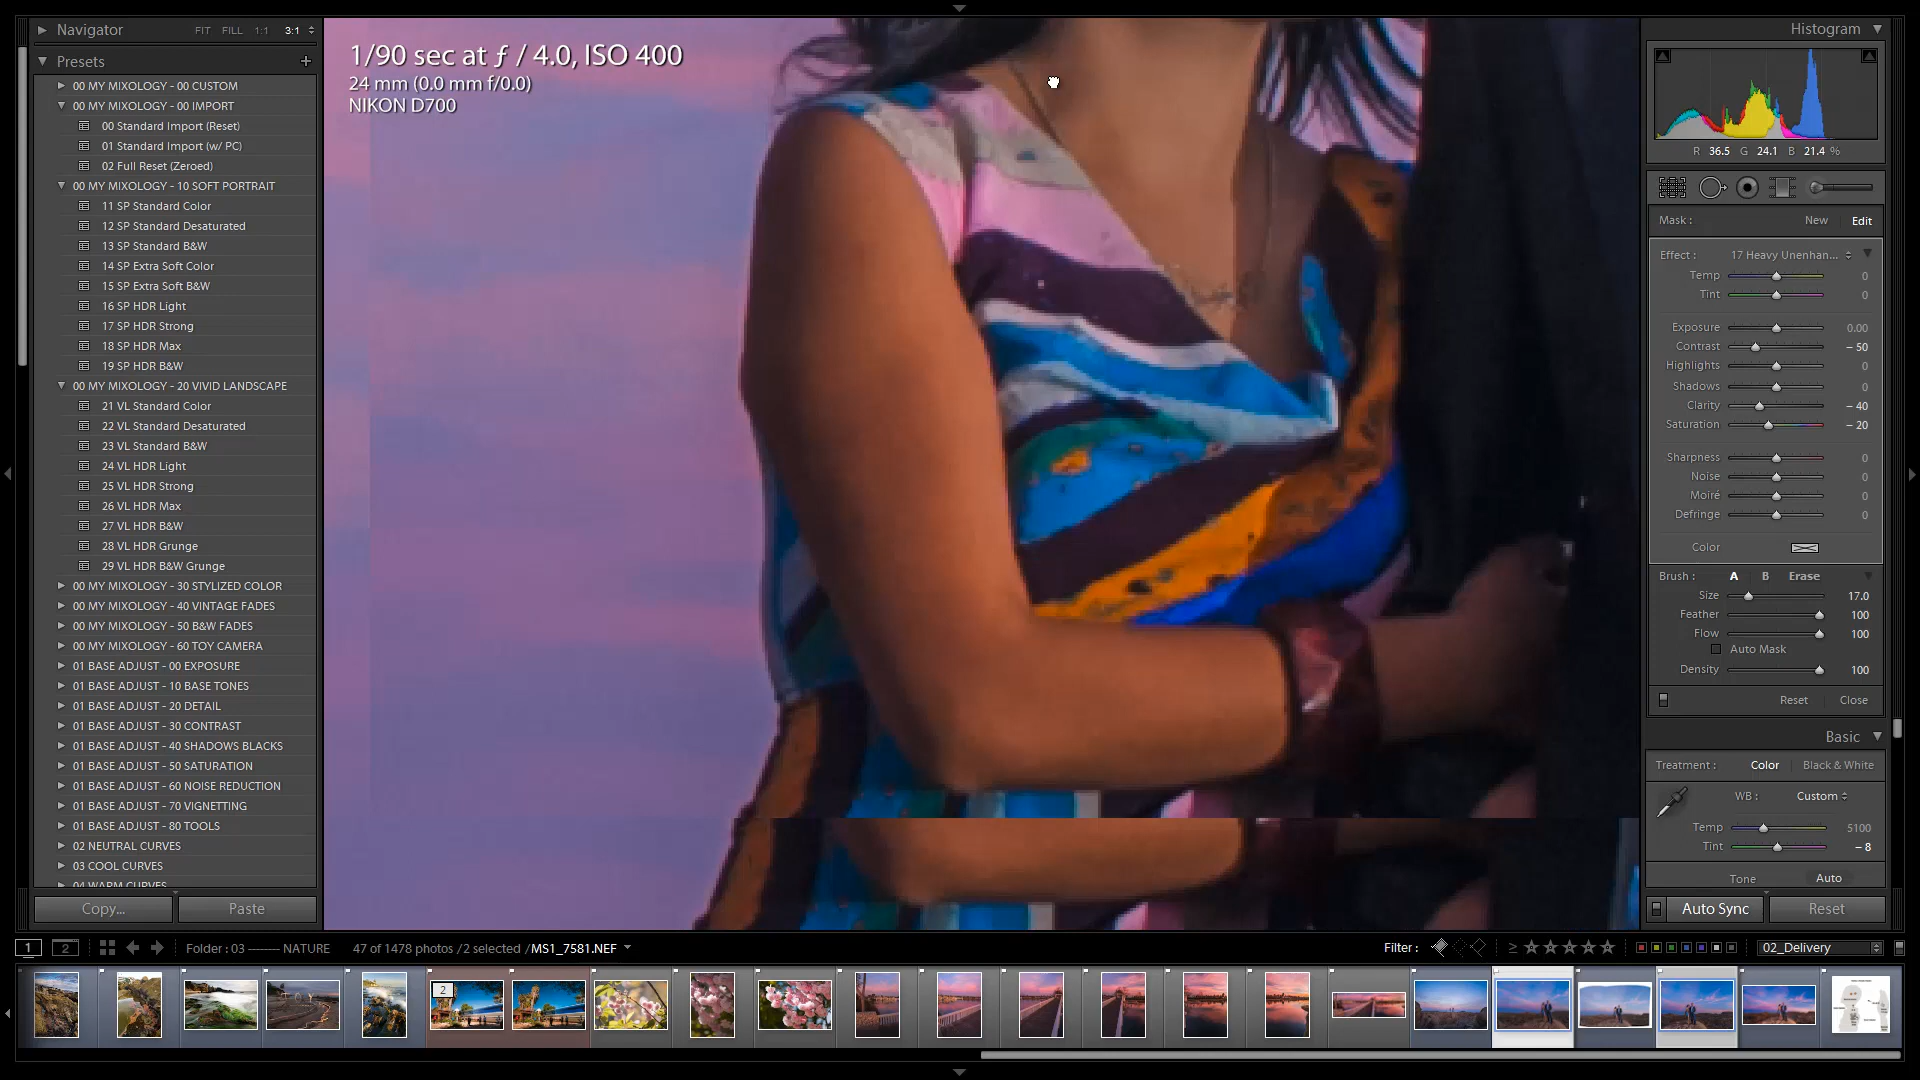 Navigator FIT FILL 1:1 3:1
Presets +
00 MY MIXOLOGY - 00 CUSTOM
00 MY MIXOLOGY - 00 IMPORT
00 Standard Import (Reset)
01 Standard Import (w/ PC)
02 Full Reset (Zeroed)
00 MY MIXOLOGY - 10 SOFT PORTRAIT
11 SP Standard Color
12 SP Standard Desaturated
13 SP Standard B&W
14 SP Extra Soft Color
15 SP Extra Soft B&W
16 SP HDR Light
17 SP HDR Strong
18 SP HDR Max
19 SP HDR B&W
00 MY MIXOLOGY - 20 VIVID LANDSCAPE
21 VL Standard Color
22 VL Standard Desaturated
23 VL Standard B&W
24 VL HDR Light
25 VL HDR Strong
26 VL HDR Max
27 VL HDR B&W
28 VL HDR Grunge
29 VL HDR B&W Grunge
00 MY MIXOLOGY - 30 STYLIZED COLOR
00 MY MIXOLOGY - 40 VINTAGE FADES
00 MY MIXOLOGY - 50 B&W FADES
00 MY MIXOLOGY - 60 TOY CAMERA
01 BASE ADJUST - 00 EXPOSURE
01 BASE ADJUST - 10 BASE TONES
01 BASE ADJUST - 20 DETAIL
01 BASE ADJUST - 30 CONTRAST
01 BASE ADJUST - 40 SHADOWS BLACKS
01 BASE ADJUST - 50 SATURATION
01 BASE ADJUST - 60 NOISE REDUCTION
01 BASE ADJUST - 70 VIGNETTING
01 BASE ADJUST - 80 TOOLS
02 NEUTRAL CURVES
03 COOL CURVES
04 WARM CURVES
Copy... Paste
1/90 sec at ƒ / 4.0, ISO 400
24 mm (0.0 mm f/0.0)
NIKON D700
Histogram
R 36.5 G 24.1 B 21.4 %
Mask : New Edit
Effect : 17 Heavy Unenhan...
Temp 0
Tint 0
Exposure 0.00
Contrast – 50
Highlights 0
Shadows 0
Clarity – 40
Saturation – 20
Sharpness 0
Noise 0
Moiré 0
Defringe 0
Color
Brush : A B Erase
Size 17.0
Feather 100
Flow 100
Auto Mask
Density 100
Reset Close
Basic
Treatment : Color Black & White
WB : Custom
Temp 5100
Tint – 8
Tone Auto
Auto Sync Reset
1 2 Folder : 03 -------- NATURE 47 of 1478 photos /2 selected /MS1_7581.NEF Filter : ≥ 02_Delivery
2